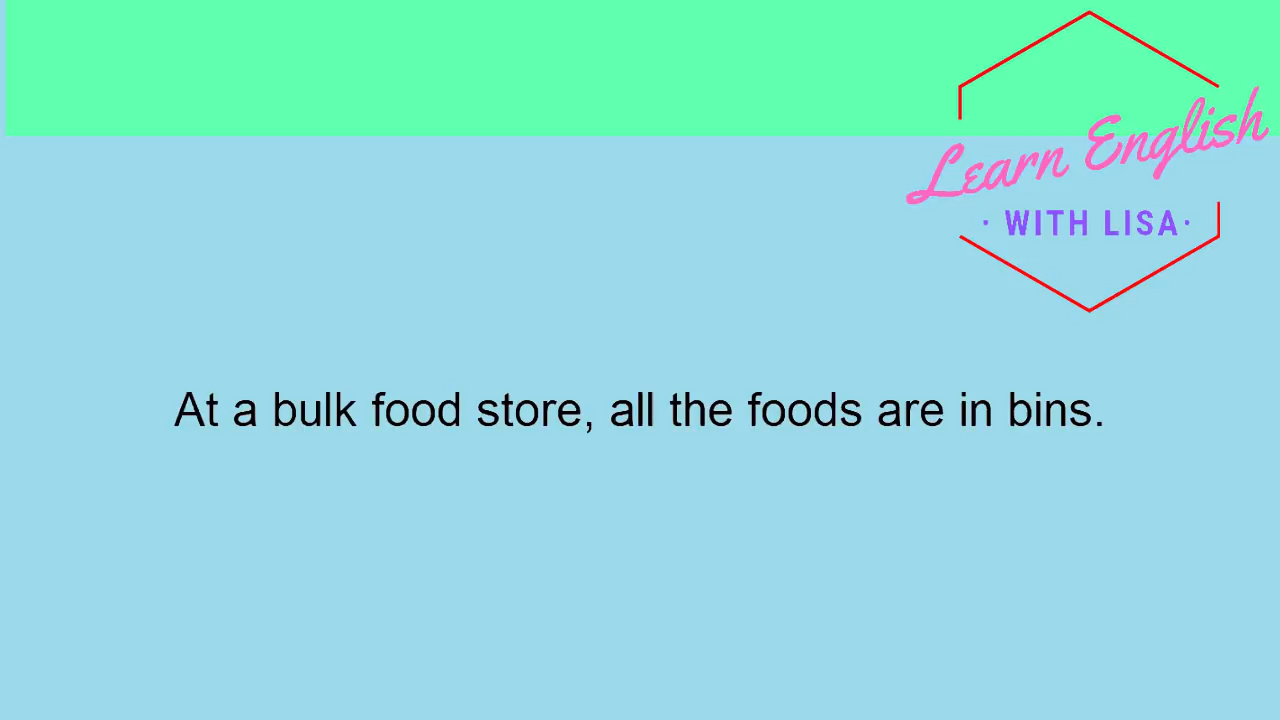 Learn English
· WITH LISA ·
At a bulk food store, all the foods are in bins.